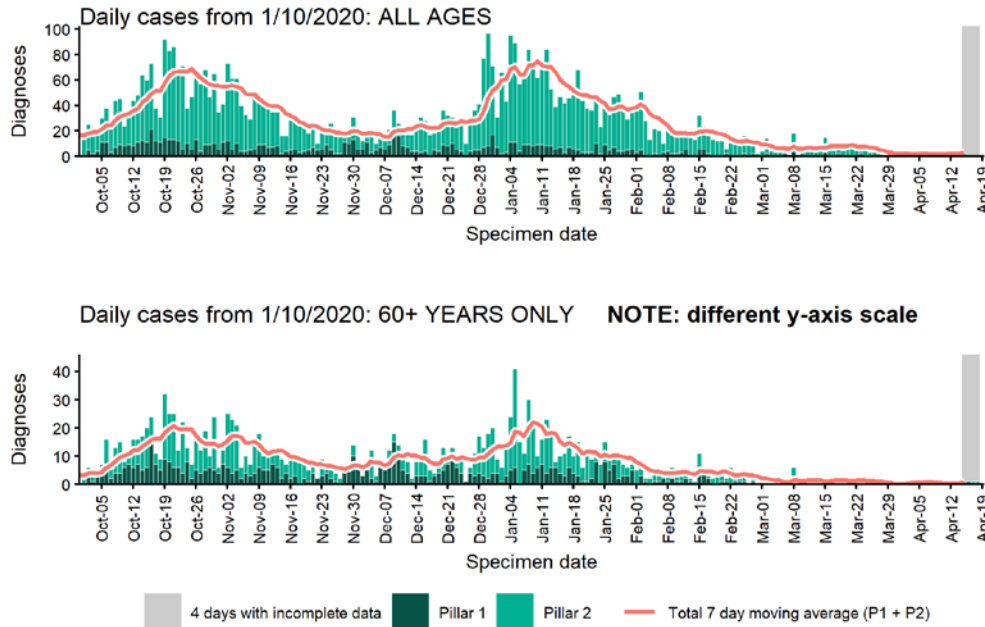 Daily cases from 1/10/2020: ALL AGES
Diagnoses
100
80
60
40
20
0
Oct-05
Oct-12
Oct-19
Oct-26
Nov-02
Nov-09
Nov-16
Nov-23
Nov-30
Dec-07
Dec-14
Dec-21
Dec-28
Jan-04
Jan-11
Jan-18
Jan-25
Feb-01
Feb-08
Feb-15
Feb-22
Mar-01
Mar-08
Mar-15
Mar-22
Mar-29
Apr-05
Apr-12
Apr-19
Specimen date
Daily cases from 1/10/2020: 60+ YEARS ONLY NOTE: different y-axis scale
Diagnoses
40
30
20
10
0
Oct-05
Oct-12
Oct-19
Oct-26
Nov-02
Nov-09
Nov-16
Nov-23
Nov-30
Dec-07
Dec-14
Dec-21
Dec-28
Jan-04
Jan-11
Jan-18
Jan-25
Feb-01
Feb-08
Feb-15
Feb-22
Mar-01
Mar-08
Mar-15
Mar-22
Mar-29
Apr-05
Apr-12
Apr-19
Specimen date
4 days with incomplete data Pillar 1 Pillar 2 Total 7 day moving average (P1 + P2)